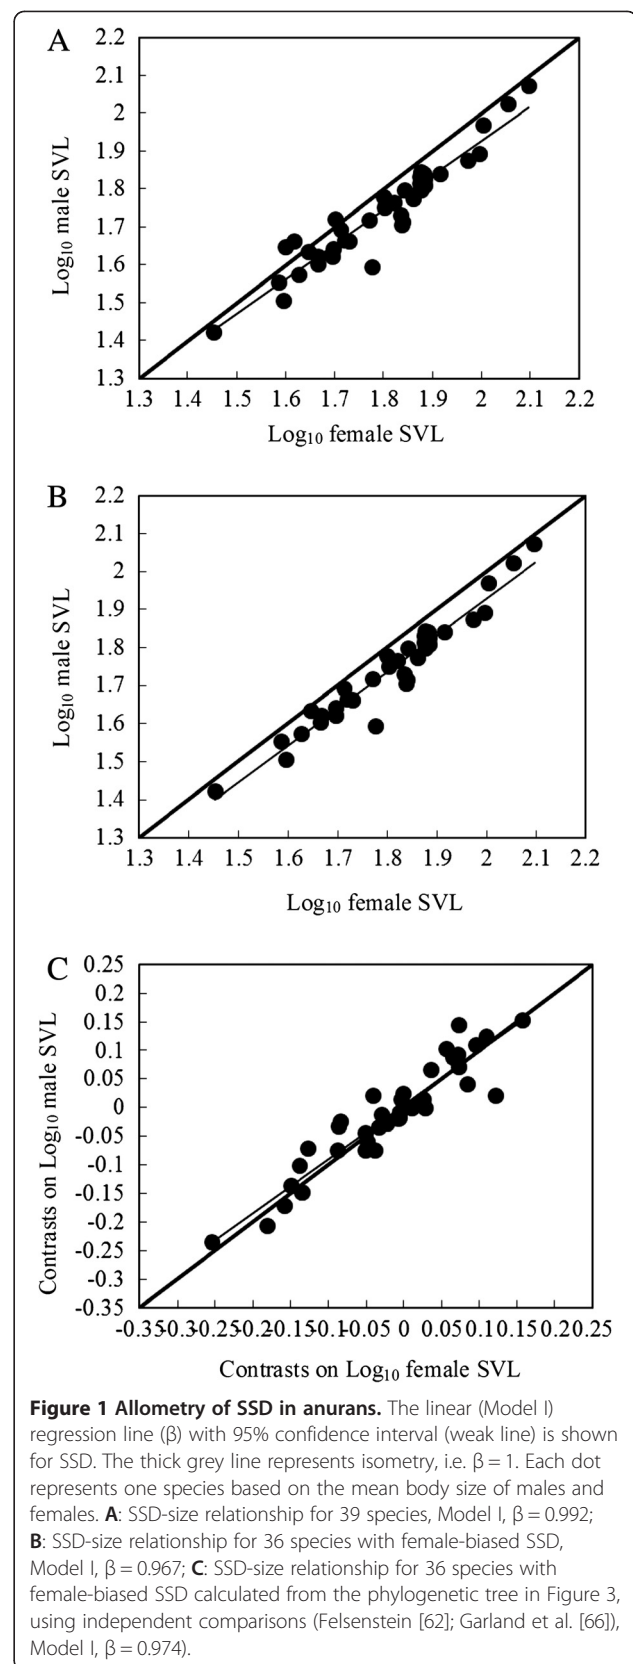 A
2.2
2.1
2
1.9
1.8
1.7
1.6
1.5
1.4
1.3
Log10 male SVL
1.3 1.4 1.5 1.6 1.7 1.8 1.9 2 2.1 2.2
Log10 female SVL
B
2.2
2.1
2
1.9
1.8
1.7
1.6
1.5
1.4
1.3
Log10 male SVL
1.3 1.4 1.5 1.6 1.7 1.8 1.9 2 2.1 2.2
Log10 female SVL
C
0.25
0.2
0.15
0.1
0.05
0
-0.05
-0.1
-0.15
-0.2
-0.25
-0.3
-0.35
Contrasts on Log10 male SVL
-0.35-0.3-0.25-0.2-0.15-0.1-0.05 0 0.05 0.1 0.15 0.2 0.25
Contrasts on Log10 female SVL
Figure 1 Allometry of SSD in anurans. The linear (Model I)
regression line (β) with 95% confidence interval (weak line) is shown
for SSD. The thick grey line represents isometry, i.e. β = 1. Each dot
represents one species based on the mean body size of males and
females. A: SSD-size relationship for 39 species, Model I, β = 0.992;
B: SSD-size relationship for 36 species with female-biased SSD,
Model I, β = 0.967; C: SSD-size relationship for 36 species with
female-biased SSD calculated from the phylogenetic tree in Figure 3,
using independent comparisons (Felsenstein [62]; Garland et al. [66]),
Model I, β = 0.974).